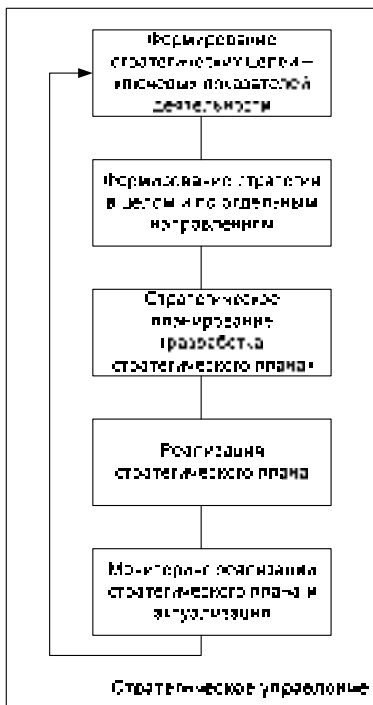 Формирование
стратегических целей –
ключевых показателей
деятельности
Формирование стратегии
в целом и по отдельным
направлениям
Стратегическое
планирование
(разработка
стратегического плана)
Реализация
стратегического плана
Мониторинг реализации
стратегического плана и
актуализация
Стратегическое управление